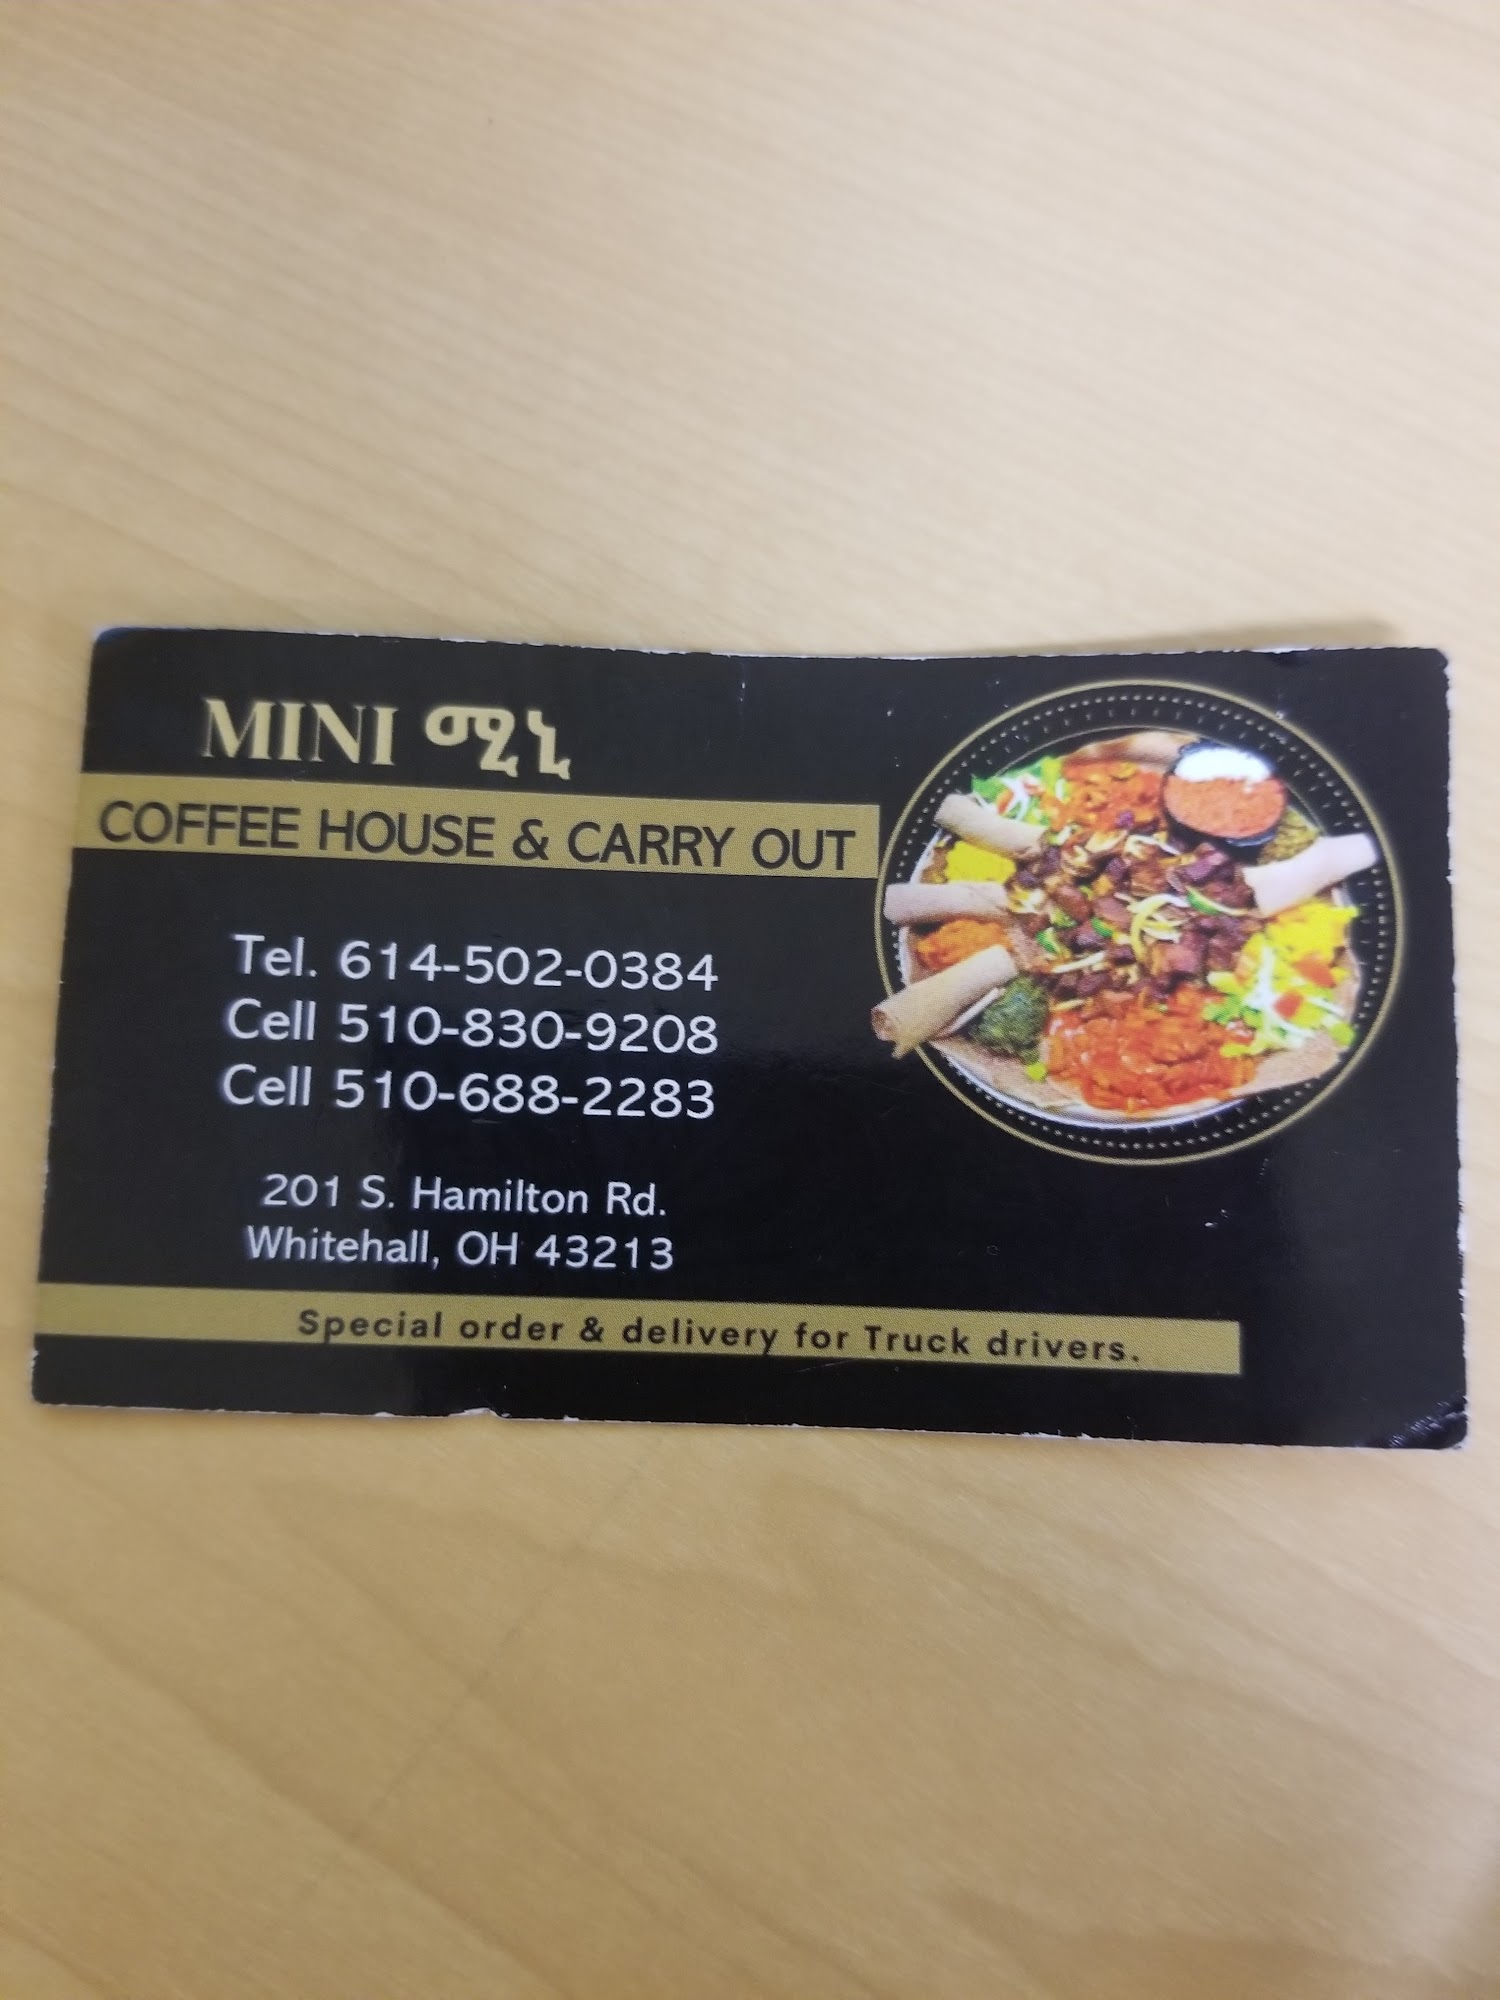 MINI ሚኒ
COFFEE HOUSE & CARRY OUT
Tel. 614-502-0384
Cell 510-830-9208
Cell 510-688-2283
201 S. Hamilton Rd.
Whitehall, OH 43213
Special order & delivery for Truck drivers.